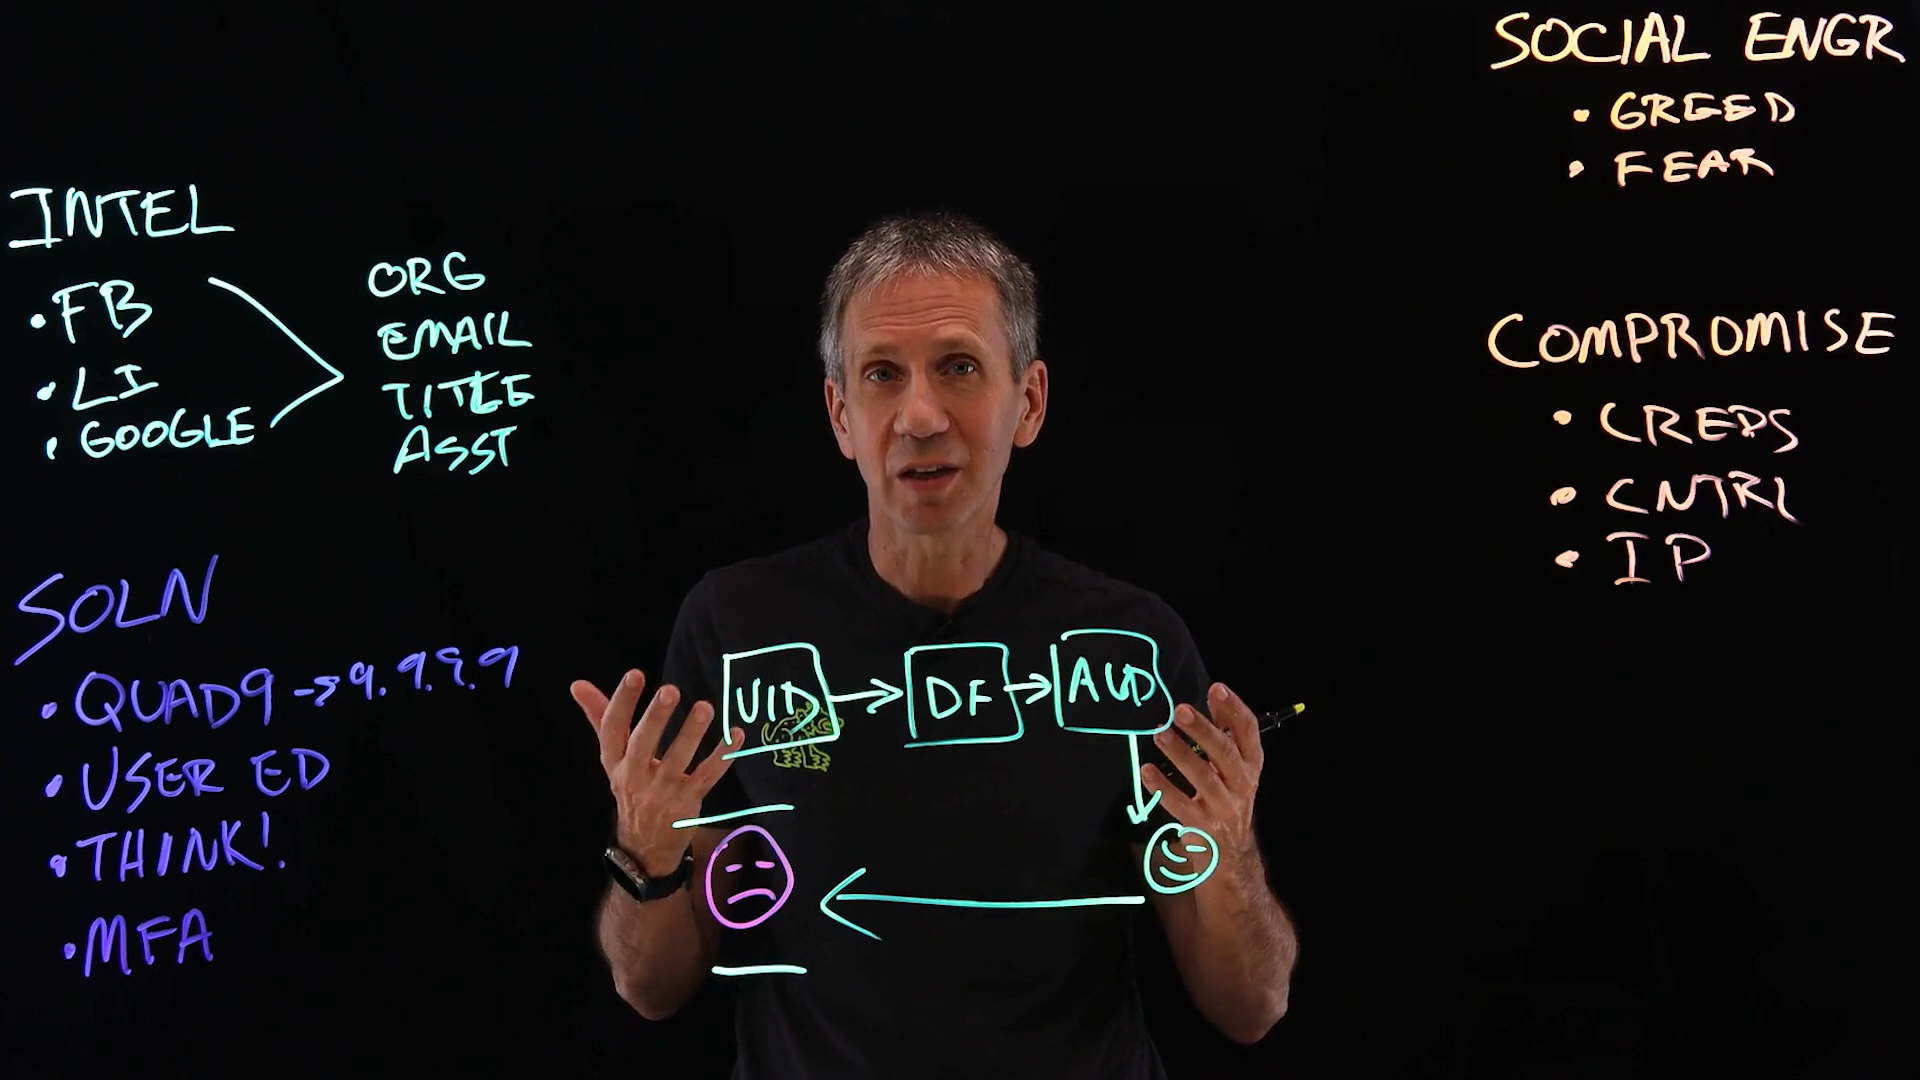 SOCIAL ENGR
• GREED
• FEAR
INTEL
• FB
• LI
• GOOGLE
ORG
EMAIL
TITLE
ASST
COMPROMISE
• CREDS
• CNTRL
• IP
SOLN
• QUAD9 → 9.9.9.9
• USER ED
• THINK!
• MFA
VID → DF → AUD